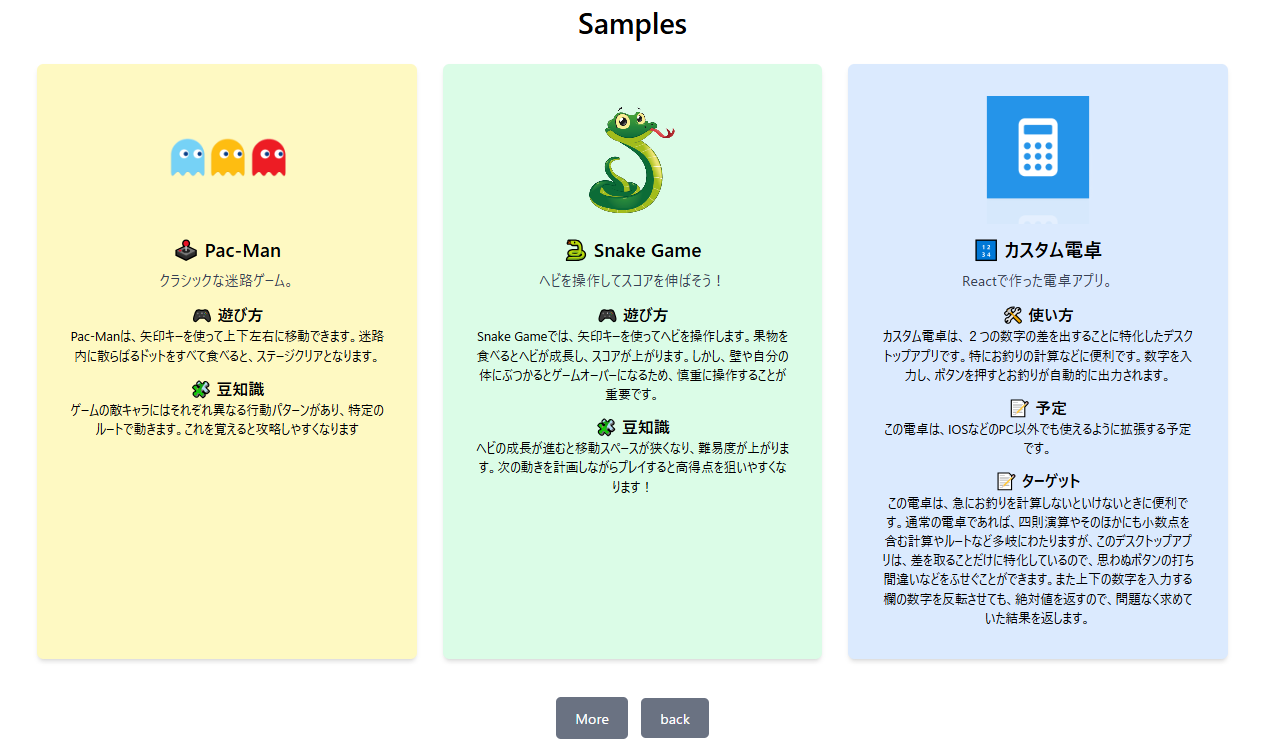 Samples
Pac-Man
クラシックな迷路ゲーム。
遊び方
Pac-Manは、矢印キーを使って上下左右に移動できます。迷路
内に散らばるドットをすべて食べると、ステージクリアとなります。
豆知識
ゲームの敵キャラにはそれぞれ異なる行動パターンがあり、特定の
ルートで動きます。これを覚えると攻略しやすくなります
Snake Game
ヘビを操作してスコアを伸ばそう！
遊び方
Snake Gameでは、矢印キーを使ってヘビを操作します。果物を
食べるとヘビが成長し、スコアが上がります。しかし、壁や自分の
体にぶつかるとゲームオーバーになるため、慎重に操作することが
重要です。
豆知識
ヘビの成長が進むと移動スペースが狭くなり、難易度が上がりま
す。次の動きを計画しながらプレイすると高得点を狙いやすくな
ります！
カスタム電卓
Reactで作った電卓アプリ。
使い方
カスタム電卓は、２つの数字の差を出すことに特化したデスク
トップアプリです。特にお釣りの計算などに便利です。数字を入
力し、ボタンを押すとお釣りが自動的に出力されます。
予定
この電卓は、IOSなどのPC以外でも使えるように拡張する予定
です。
ターゲット
この電卓は、急にお釣りを計算しないといけないときに便利で
す。通常の電卓であれば、四則演算やそのほかにも小数点を
含む計算やルートなど多岐にわたりますが、このデスクトップアプ
リは、差を取ることだけに特化しているので、思わぬボタンの打ち
間違いなどをふせぐことができます。また上下の数字を入力する
欄の数字を反転させても、絶対値を返すので、問題なく求めて
いた結果を返します。
More
back